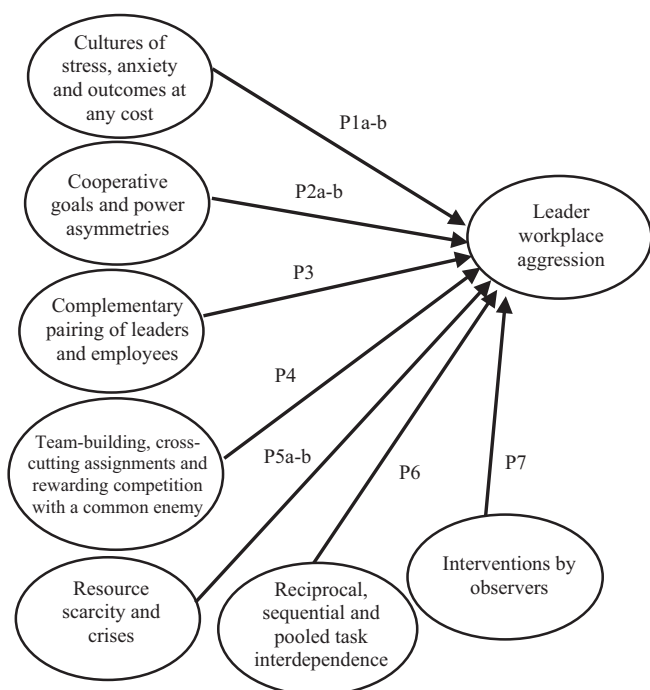 Cultures of
stress, anxiety
and outcomes at
any cost
P1a-b
Cooperative
goals and power
asymmetries
P2a-b
Leader
workplace
aggression
Complementary
pairing of leaders
and employees
P3
Team-building, cross-
cutting assignments and
rewarding competition
with a common enemy
P4
Resource
scarcity and
crises
P5a-b
Reciprocal,
sequential and
pooled task
interdependence
P6
Interventions by
observers
P7